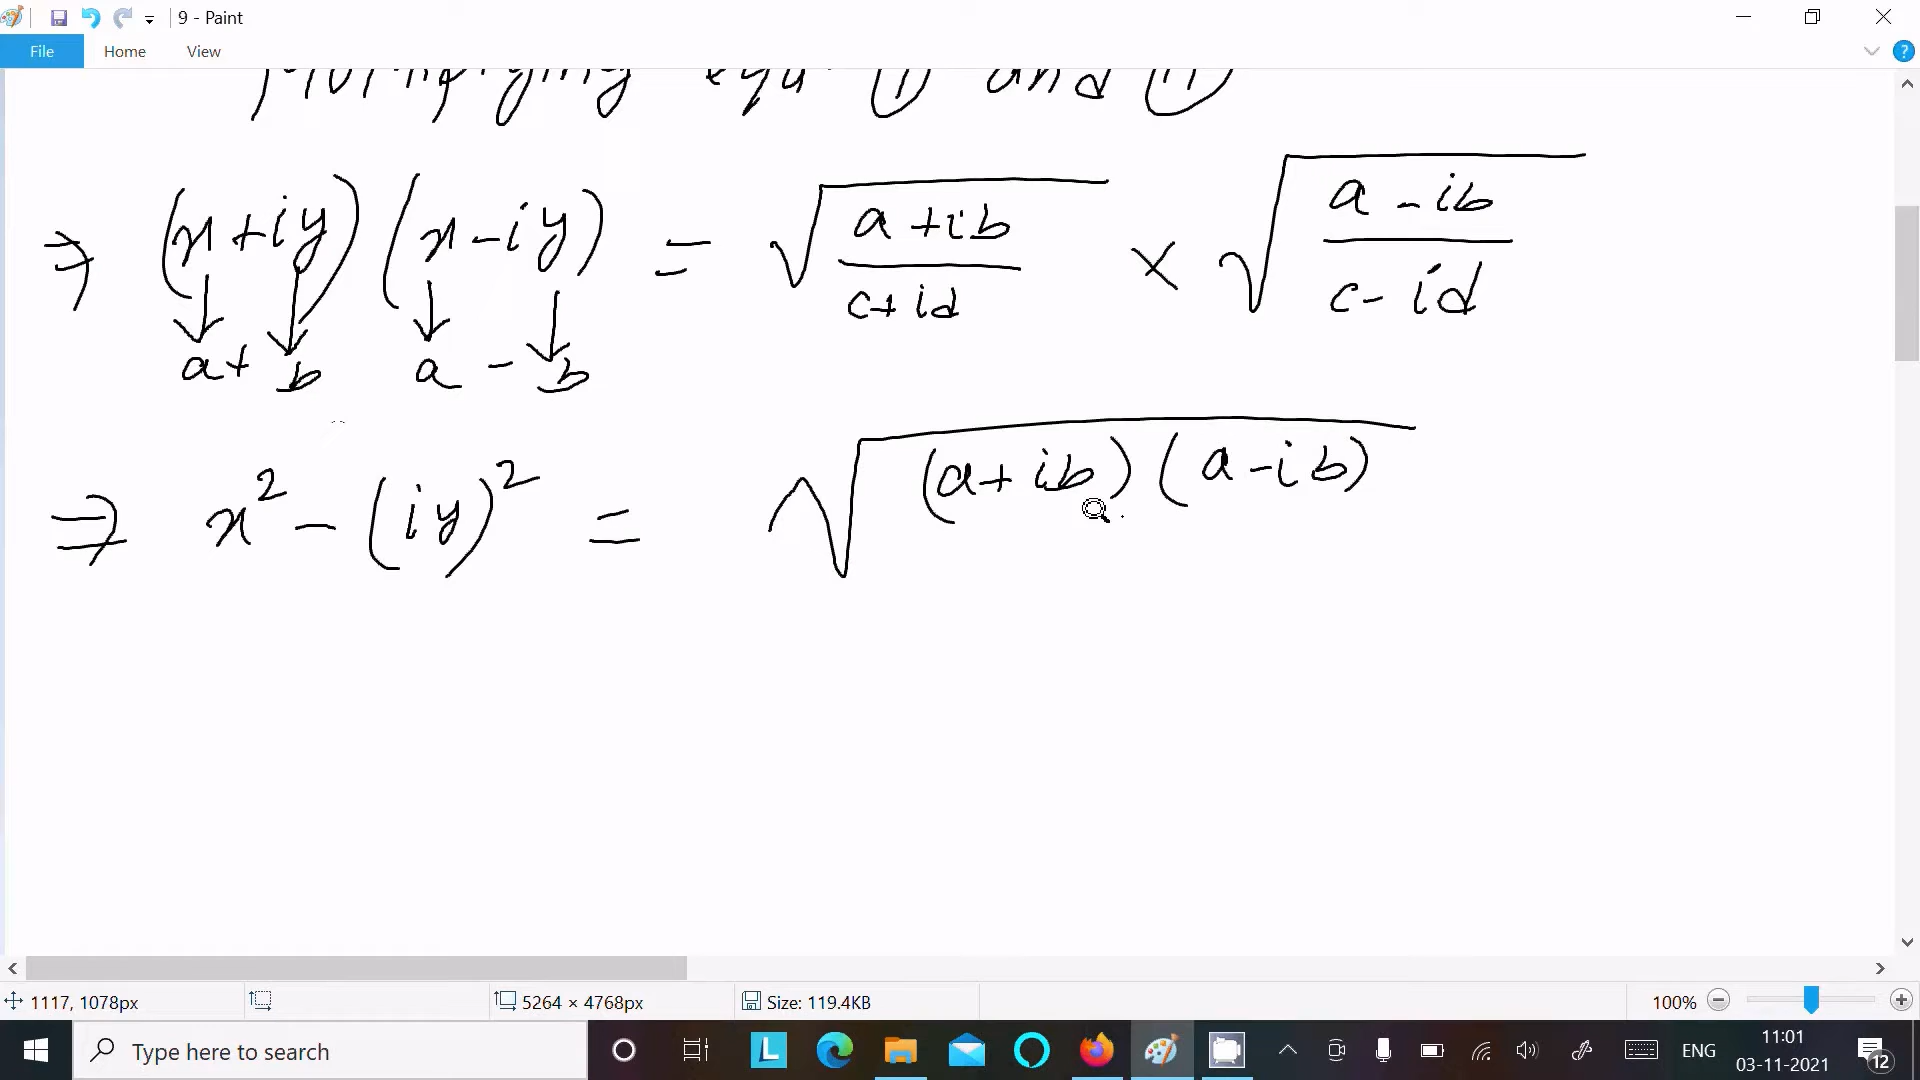 9 - Paint
File Home View
Multiplying equⁿ (i) and (ii)
⇒ (x+iy) (x-iy) = √((a+ib)/(c+id)) × √((a-ib)/(c-id))
a+ b a - b
⇒ x² - (iy)² = √((a+ib)(a-ib))
1117, 1078px 5264 × 4768px Size: 119.4KB 100%
Type here to search L ENG 11:01
03-11-2021 12